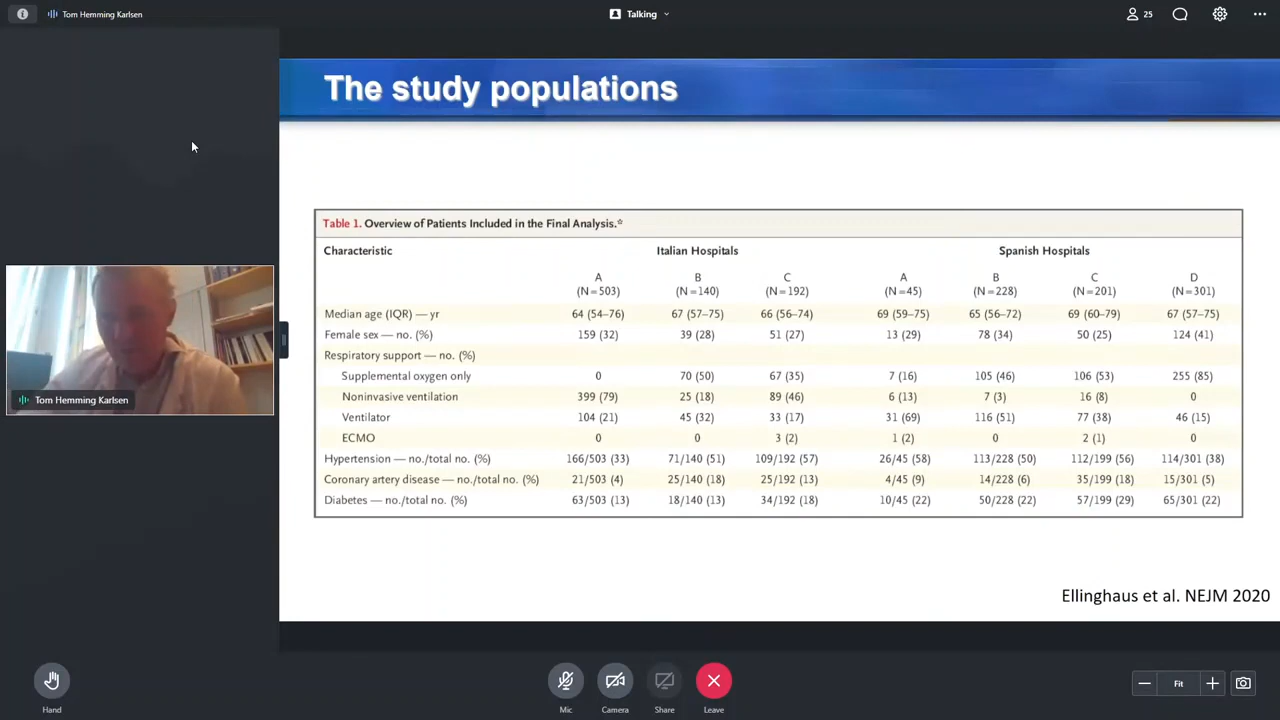 Tom Hemming Karlsen
Talking
25
The study populations
Table 1. Overview of Patients Included in the Final Analysis.*
Characteristic Italian Hospitals Spanish Hospitals
A B C A B C D
(N=503) (N=140) (N=192) (N=45) (N=228) (N=201) (N=301)
Median age (IQR) — yr 64 (54–76) 67 (57–75) 66 (56–74) 69 (59–75) 65 (56–72) 69 (60–79) 67 (57–75)
Female sex — no. (%) 159 (32) 39 (28) 51 (27) 13 (29) 78 (34) 50 (25) 124 (41)
Respiratory support — no. (%)
Supplemental oxygen only 0 70 (50) 67 (35) 7 (16) 105 (46) 106 (53) 255 (85)
Noninvasive ventilation 399 (79) 25 (18) 89 (46) 6 (13) 7 (3) 16 (8) 0
Ventilator 104 (21) 45 (32) 33 (17) 31 (69) 116 (51) 77 (38) 46 (15)
ECMO 0 0 3 (2) 1 (2) 0 2 (1) 0
Hypertension — no./total no. (%) 166/503 (33) 71/140 (51) 109/192 (57) 26/45 (58) 113/228 (50) 112/199 (56) 114/301 (38)
Coronary artery disease — no./total no. (%) 21/503 (4) 25/140 (18) 25/192 (13) 4/45 (9) 14/228 (6) 35/199 (18) 15/301 (5)
Diabetes — no./total no. (%) 63/503 (13) 18/140 (13) 34/192 (18) 10/45 (22) 50/228 (22) 57/199 (29) 65/301 (22)
Tom Hemming Karlsen
Ellinghaus et al. NEJM 2020
Fit
Hand Mic Camera Share Leave